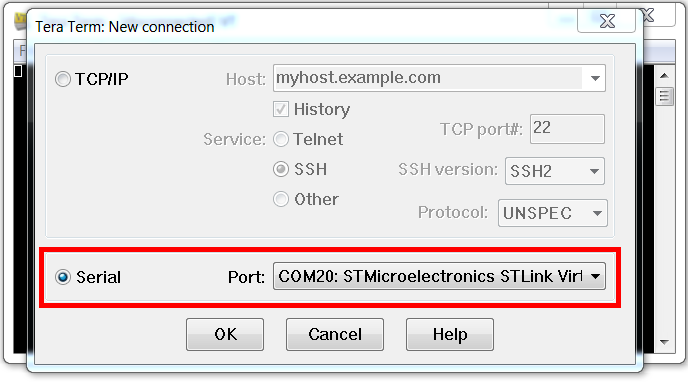 Tera Term: New connection
TCP/IP
Host: myhost.example.com
History
Service: Telnet
TCP port#: 22
SSH
SSH version: SSH2
Other
Protocol: UNSPEC
Serial
Port: COM20: STMicroelectronics STLink Virt
OK
Cancel
Help